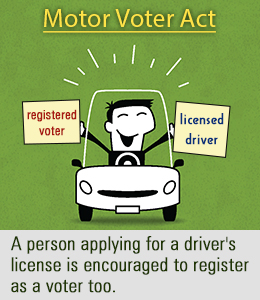 Motor Voter Act
registered
voter
licensed
driver
A person applying for a driver's
license is encouraged to register
as a voter too.